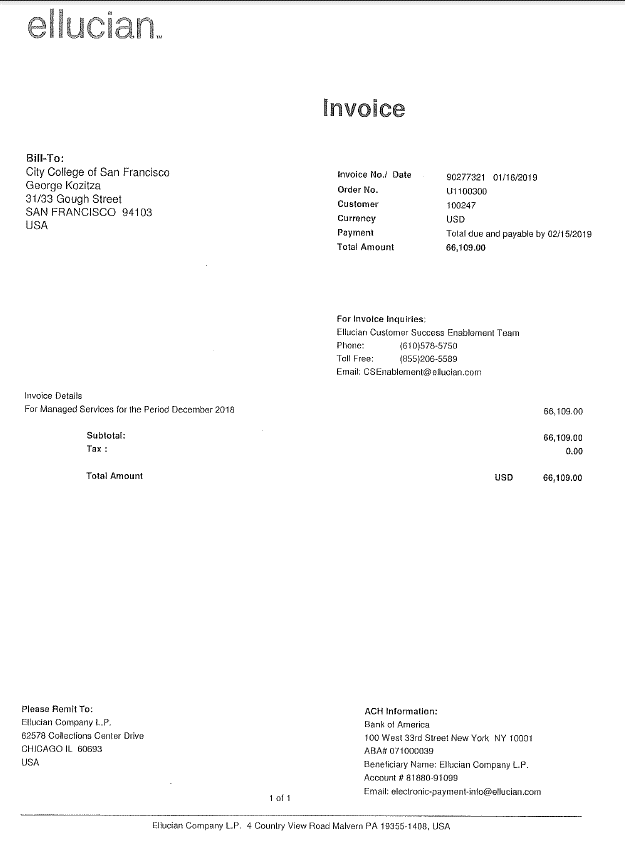 ellucian™
Invoice
Bill-To:
City College of San Francisco
George Kozitza
31/33 Gough Street
SAN FRANCISCO 94103
USA
Invoice No./ Date 90277321 01/16/2019
Order No. U1100300
Customer 100247
Currency USD
Payment Total due and payable by 02/15/2019
Total Amount 66,109.00
For Invoice Inquiries:
Ellucian Customer Success Enablement Team
Phone: (610)578-5750
Toll Free: (855)206-5589
Email: CSEnablement@ellucian.com
Invoice Details
For Managed Services for the Period December 2018 66,109.00
Subtotal: 66,109.00
Tax : 0.00
Total Amount USD 66,109.00
Please Remit To:
Ellucian Company L.P.
62578 Collections Center Drive
CHICAGO IL 60693
USA
ACH Information:
Bank of America
100 West 33rd Street New York NY 10001
ABA# 071000039
Beneficiary Name: Ellucian Company L.P.
Account # 81880-91099
Email: electronic-payment-info@ellucian.com
1 of 1
Ellucian Company L.P. 4 Country View Road Malvern PA 19355-1408, USA